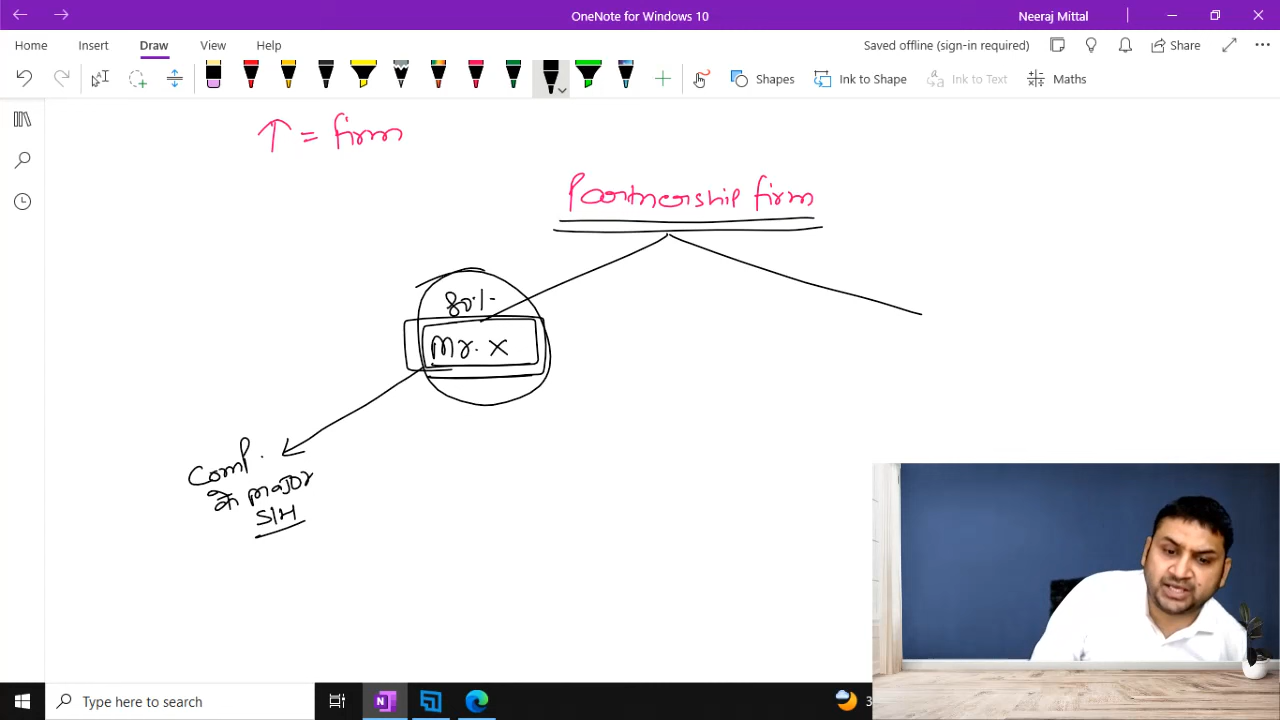 OneNote for Windows 10
Neeraj Mittal
Home Insert Draw View Help
Saved offline (sign-in required)
Share
Shapes
Ink to Shape
Ink to Text
Maths
↑ = firm
Partnership firm
80%
Mr. X
Comp.
के major
S/H
Type here to search
3